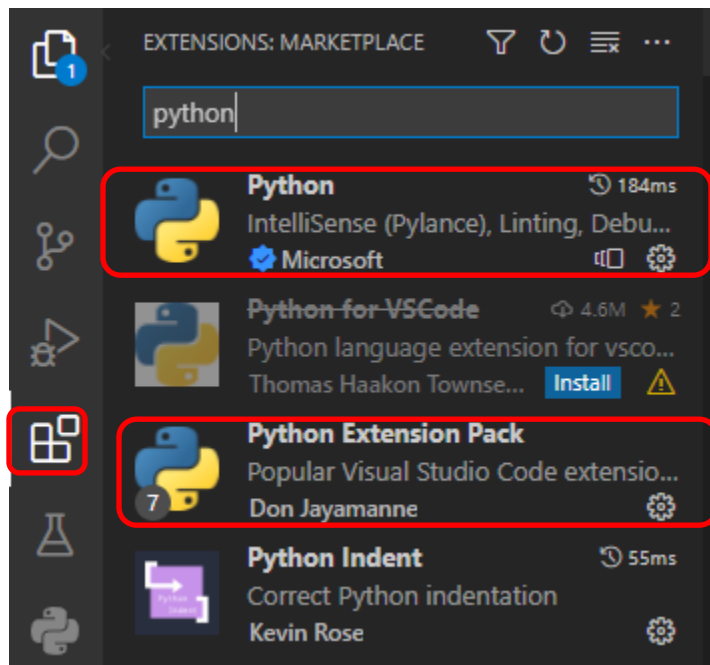 EXTENSIONS: MARKETPLACE
1
python
Python 184ms
IntelliSense (Pylance), Linting, Debu...
Microsoft
Python for VSCode 4.6M ★ 2
Python language extension for vsco...
Thomas Haakon Townse... Install
Python Extension Pack
Popular Visual Studio Code extensio...
7 Don Jayamanne
Python Indent 55ms
Python
Indent
Correct Python indentation
Kevin Rose